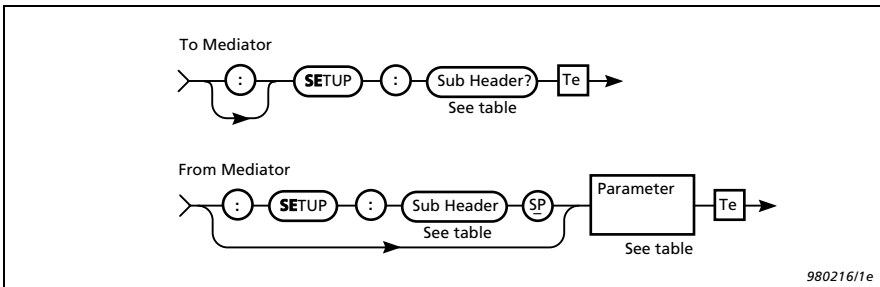 To Mediator
: SETUP : Sub Header? Te
See table
From Mediator
: SETUP : Sub Header SP Parameter Te
See table
See table
980216/1e